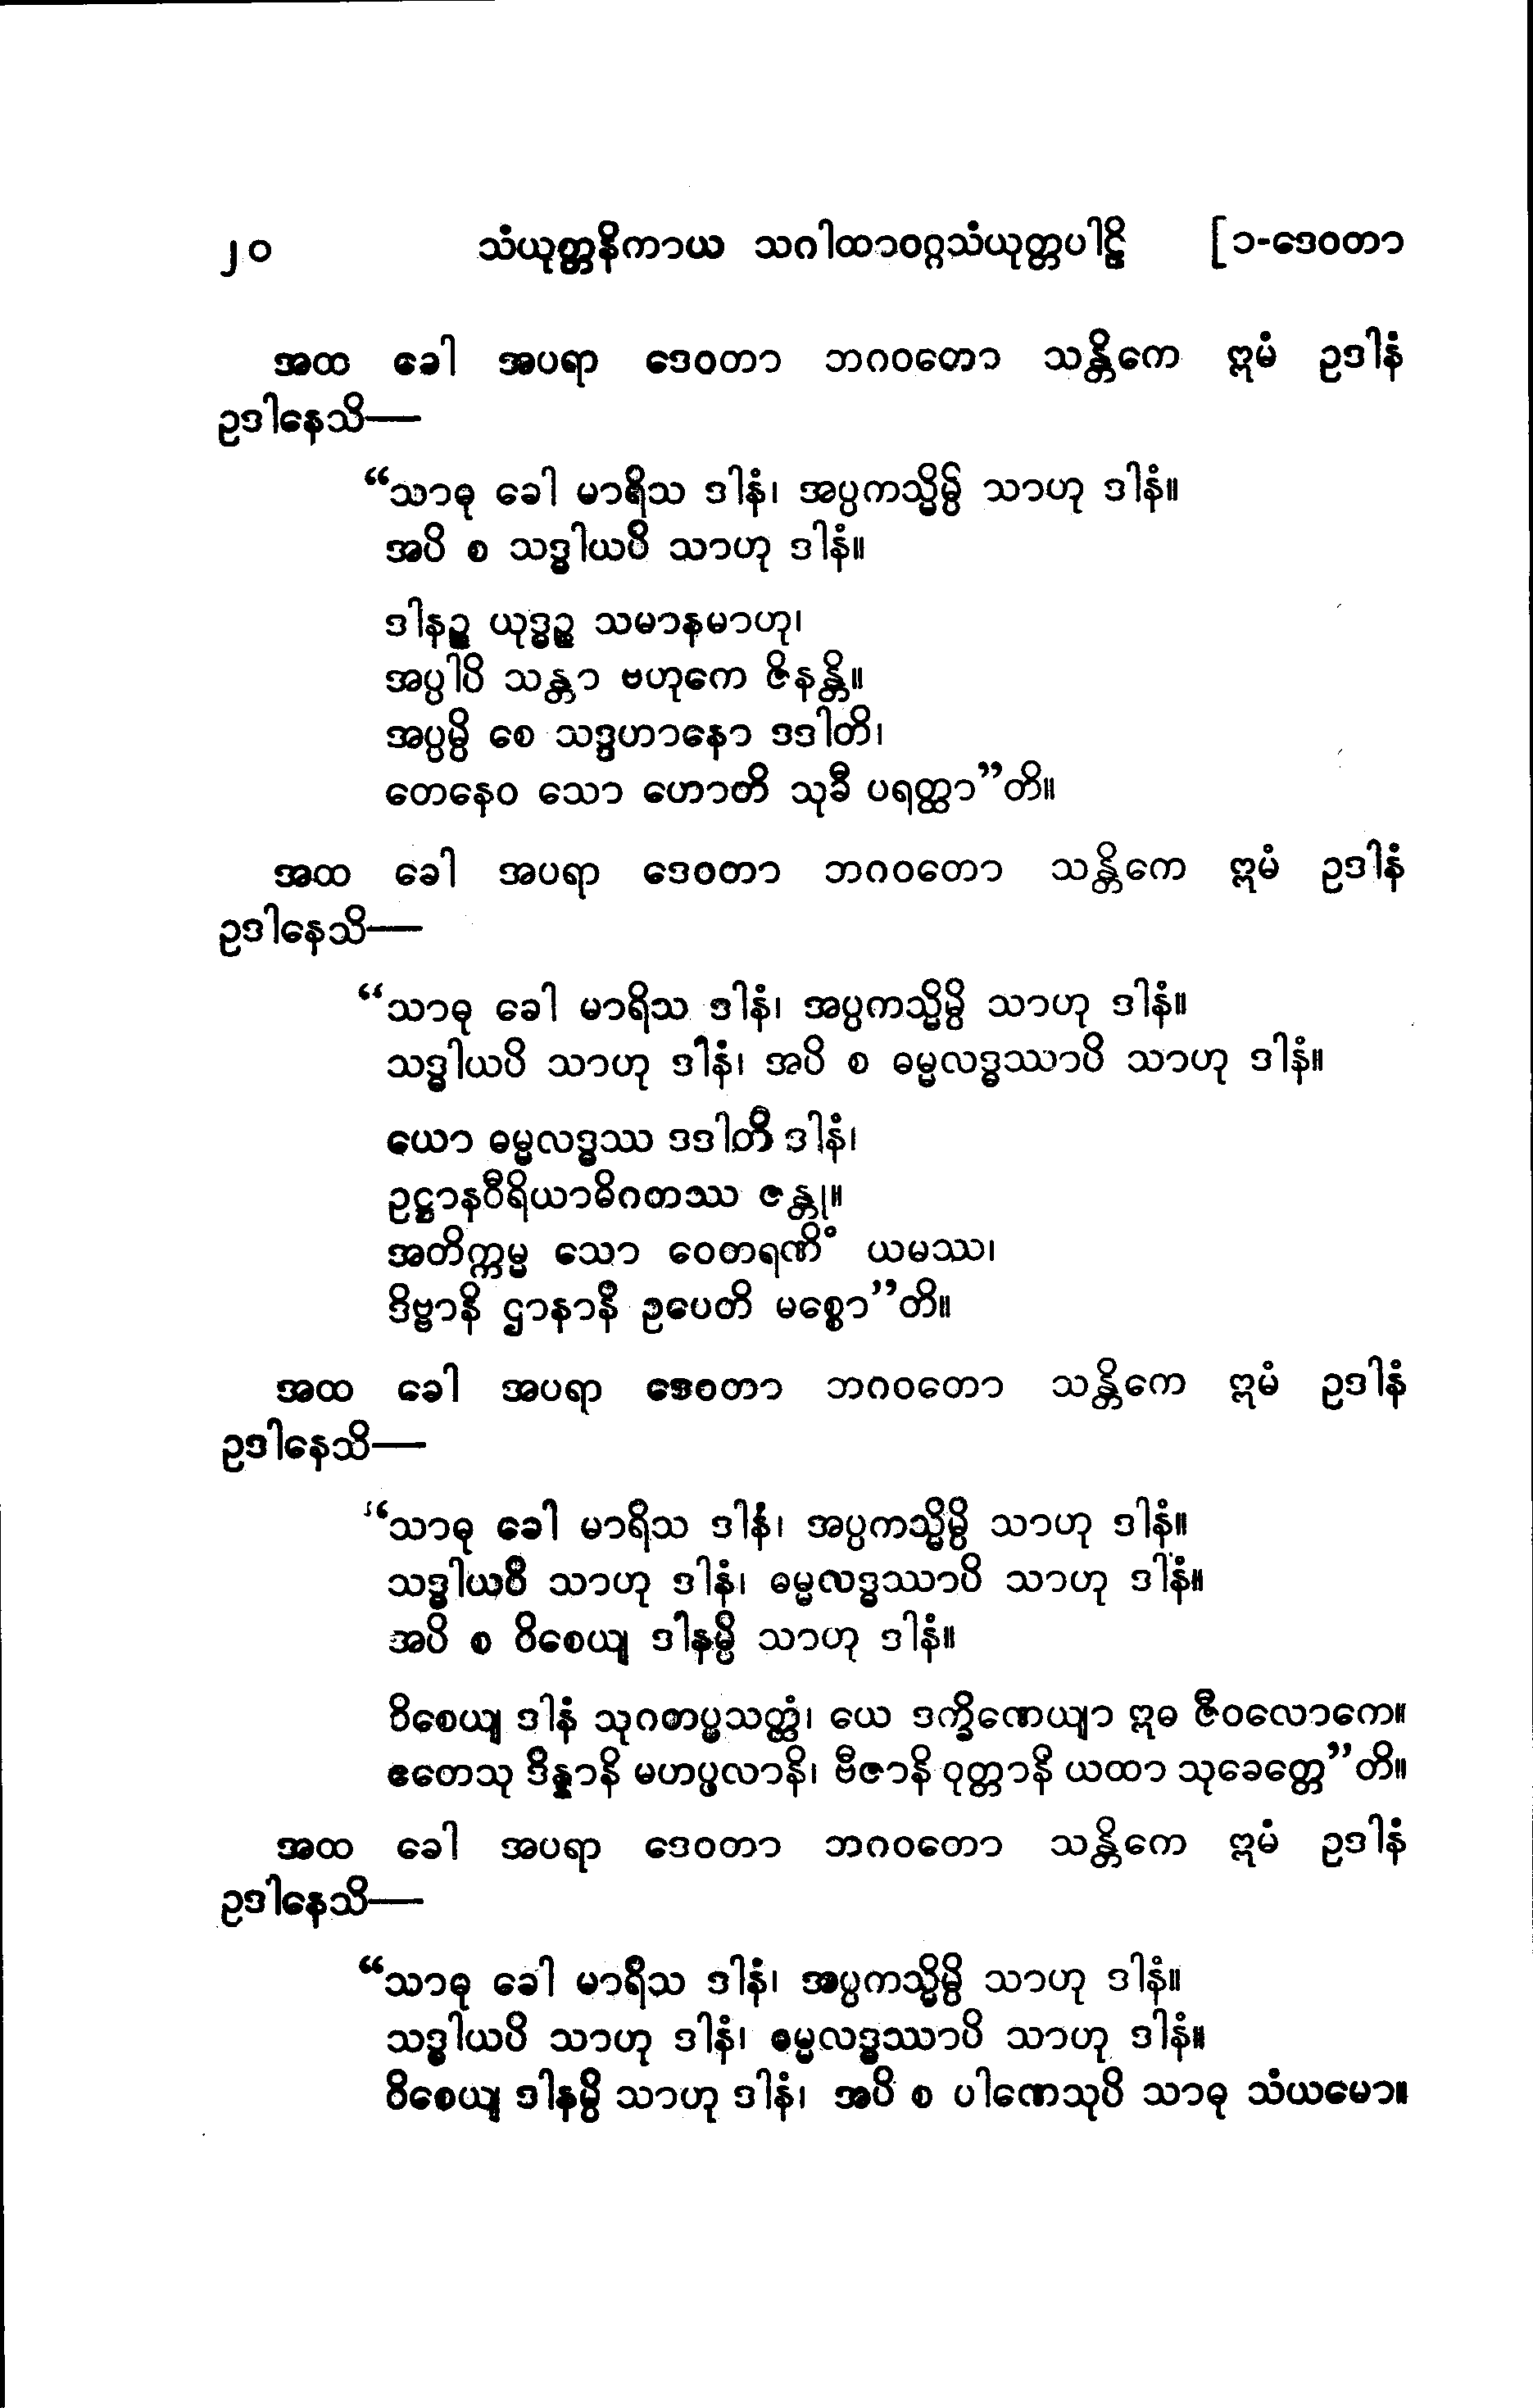 ၂၀ သံယုတ္တနိကာယ သဂါထာဝဂ္ဂသံယုတ္တပါဠိ [၁-ဒေဝတာ
အထ ခေါ အပရာ ဒေဝတာ ဘဂဝတော သန္တိကေ ဣမံ ဥဒါနံ
ဥဒါနေသိ—
“သာဓု ခေါ မာရိသ ဒါနံ၊ အပ္ပကသ္မိမ္ပိ သာဟု ဒါနံ။
အပိ စ သဒ္ဓါယပိ သာဟု ဒါနံ။
ဒါနဉ္စ ယုဒ္ဓဉ္စ သမာနမာဟု၊
အပ္ပါပိ သန္တာ ဗဟုကေ ဇိနန္တိ။
အပ္ပမ္ပိ စေ သဒ္ဒဟာနော ဒဒါတိ၊
တေနေဝ သော ဟောတိ သုခီ ပရတ္ထာ”တိ။
အထ ခေါ အပရာ ဒေဝတာ ဘဂဝတော သန္တိကေ ဣမံ ဥဒါနံ
ဥဒါနေသိ—
“သာဓု ခေါ မာရိသ ဒါနံ၊ အပ္ပကသ္မိမ္ပိ သာဟု ဒါနံ။
သဒ္ဓါယပိ သာဟု ဒါနံ၊ အပိ စ ဓမ္မလဒ္ဓဿာပိ သာဟု ဒါနံ။
ယော ဓမ္မလဒ္ဓဿ ဒဒါတိ ဒါနံ၊
ဥဋ္ဌာနဝီရိယာဓိဂတဿ ဇန္တု။
အတိက္ကမ္မ သော ဝေတရဏိံ ယမဿ၊
ဒိဗ္ဗာနိ ဌာနာနိ ဥပေတိ မစ္စော”တိ။
အထ ခေါ အပရာ ဒေဝတာ ဘဂဝတော သန္တိကေ ဣမံ ဥဒါနံ
ဥဒါနေသိ—
“သာဓု ခေါ မာရိသ ဒါနံ၊ အပ္ပကသ္မိမ္ပိ သာဟု ဒါနံ။
သဒ္ဓါယပိ သာဟု ဒါနံ၊ ဓမ္မလဒ္ဓဿာပိ သာဟု ဒါနံ။
အပိ စ ဝိစေယျ ဒါနမ္ပိ သာဟု ဒါနံ။
ဝိစေယျ ဒါနံ သုဂတပ္ပသတ္ထံ၊ ယေ ဒက္ခိဏေယျာ ဣဓ ဇီဝလောကေ။
ဧတေသု ဒိန္နာနိ မဟပ္ဖလာနိ၊ ဗီဇာနိ ဝုတ္တာနိ ယထာ သုခေတ္တေ”တိ။
အထ ခေါ အပရာ ဒေဝတာ ဘဂဝတော သန္တိကေ ဣမံ ဥဒါနံ
ဥဒါနေသိ—
“သာဓု ခေါ မာရိသ ဒါနံ၊ အပ္ပကသ္မိမ္ပိ သာဟု ဒါနံ။
သဒ္ဓါယပိ သာဟု ဒါနံ၊ ဓမ္မလဒ္ဓဿာပိ သာဟု ဒါနံ။
ဝိစေယျ ဒါနမ္ပိ သာဟု ဒါနံ၊ အပိ စ ပါဏေသုပိ သာဓု သံယမော။